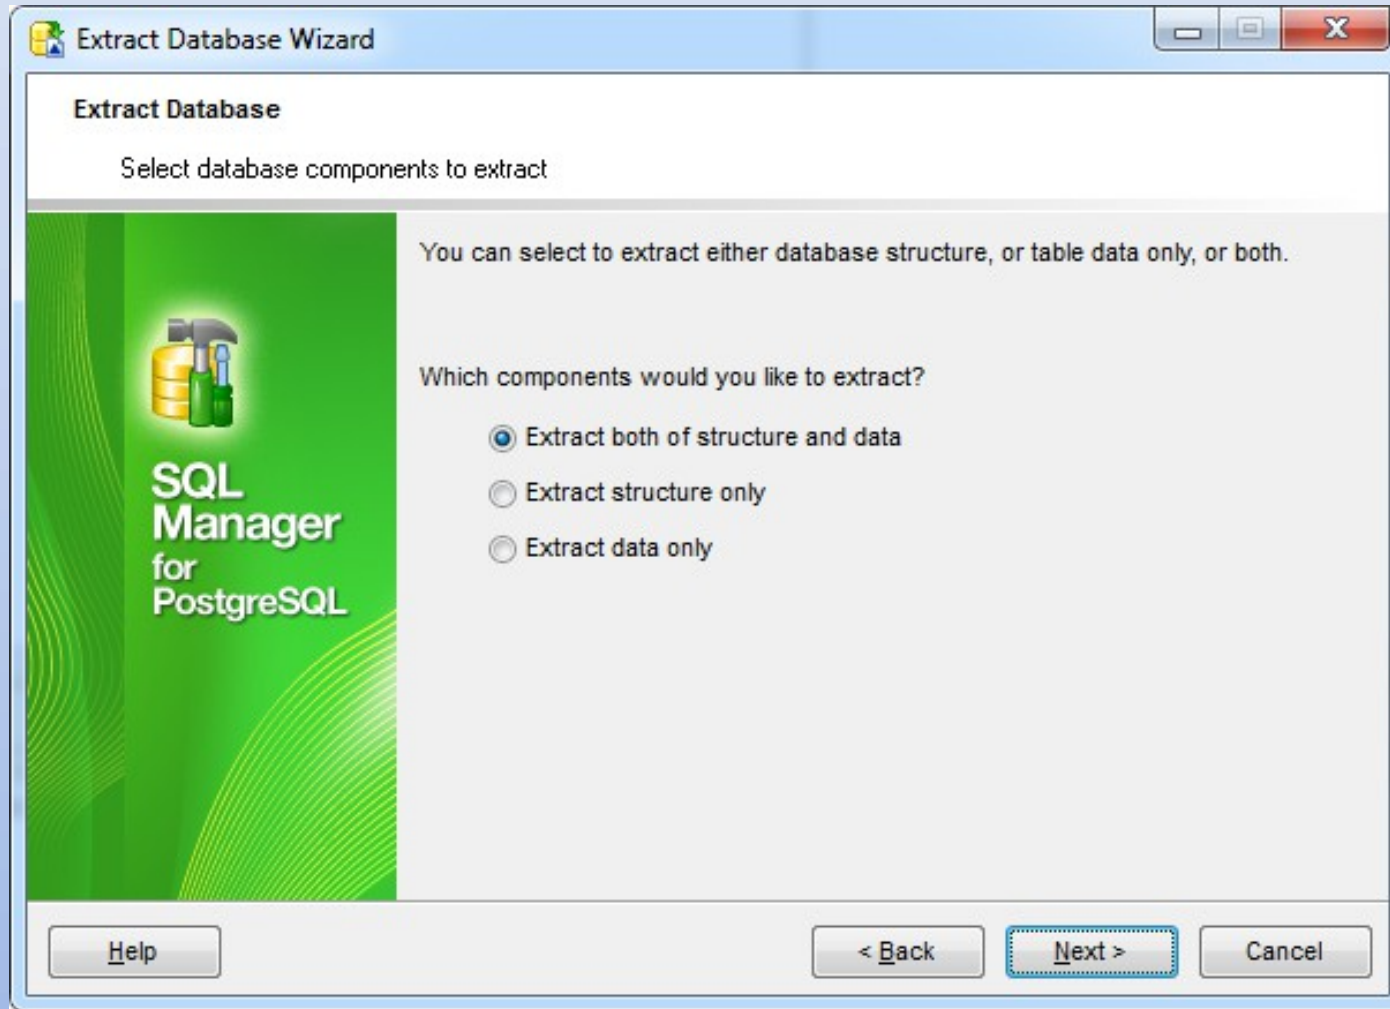 Extract Database Wizard
Extract Database
Select database components to extract
You can select to extract either database structure, or table data only, or both.
Which components would you like to extract?
Extract both of structure and data
Extract structure only
Extract data only
SQL
Manager
for
PostgreSQL
Help
< Back
Next >
Cancel